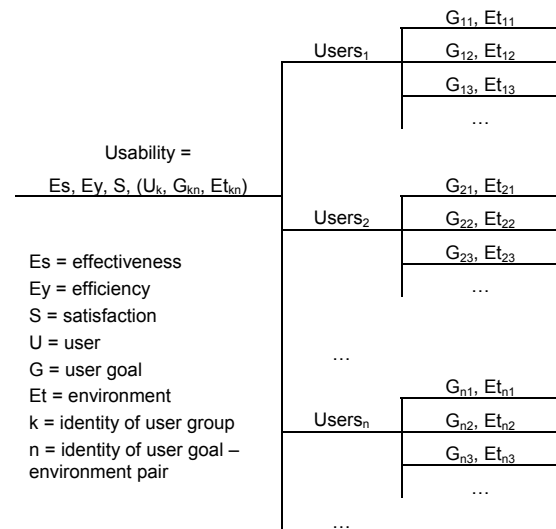 Usability =
Es, Ey, S, (Uₖ, Gₖₙ, Etₖₙ)
Es = effectiveness
Ey = efficiency
S = satisfaction
U = user
G = user goal
Et = environment
k = identity of user group
n = identity of user goal –
environment pair
Users₁
G₁₁, Et₁₁
G₁₂, Et₁₂
G₁₃, Et₁₃
…
Users₂
G₂₁, Et₂₁
G₂₂, Et₂₂
G₂₃, Et₂₃
…
…
Usersₙ
Gₙ₁, Etₙ₁
Gₙ₂, Etₙ₂
Gₙ₃, Etₙ₃
…
…